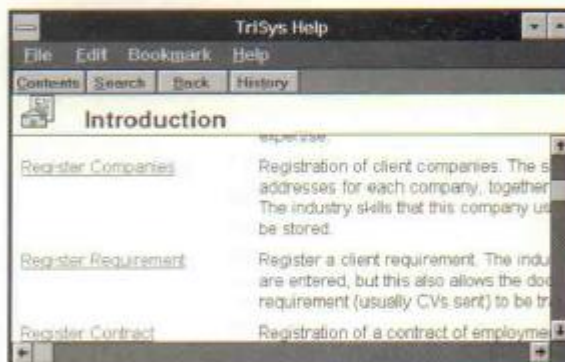 TriSys Help
File Edit Bookmark Help
Contents Search Back History
Introduction
expertise.
Register Companies Registration of client companies. The s
addresses for each company, together
The industry skills that this company us
be stored.
Register Requirement Register a client requirement. The indu
are entered, but this also allows the doc
requirement (usually CVs sent) to be tr
Register Contract Registration of a contract of employme